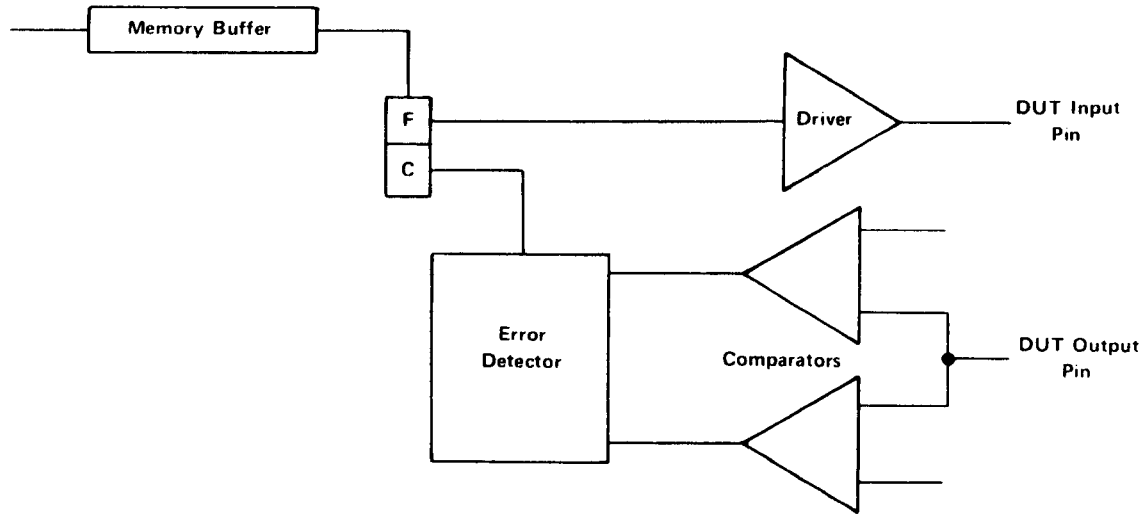 Memory Buffer
F
Driver
DUT Input
Pin
C
Error
Detector
Comparators
DUT Output
Pin